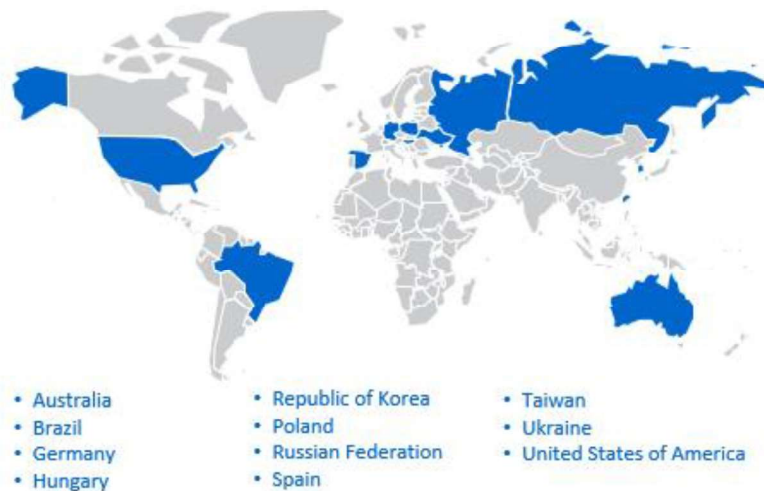 • Australia
• Brazil
• Germany
• Hungary
• Republic of Korea
• Poland
• Russian Federation
• Spain
• Taiwan
• Ukraine
• United States of America